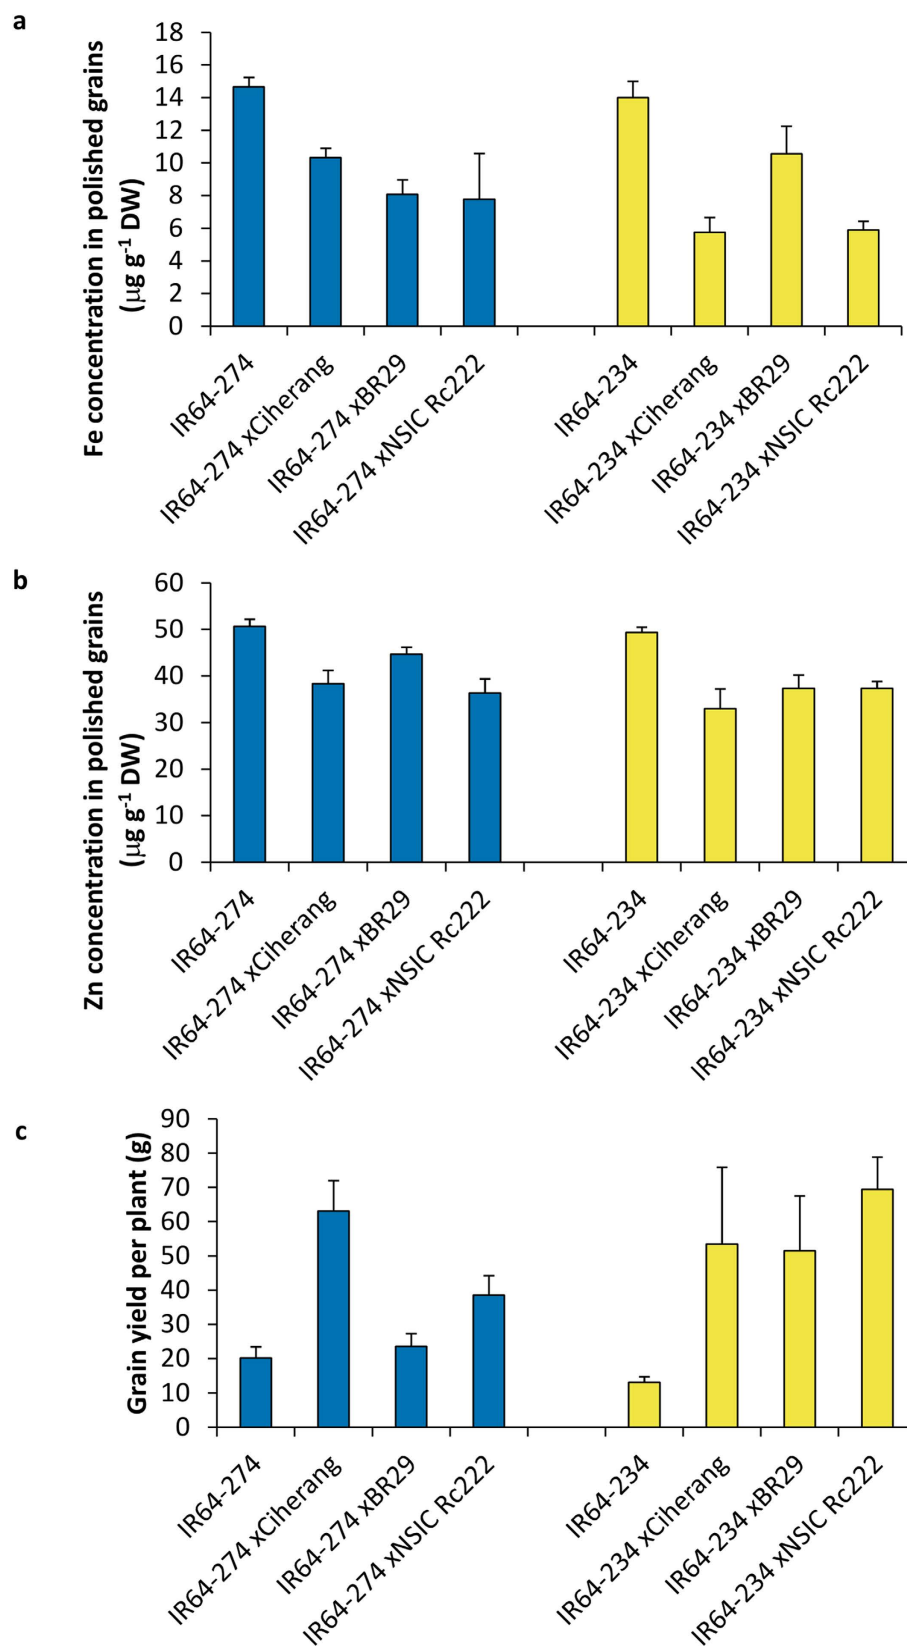 a
Fe concentration in polished grains
(µg g⁻¹ DW)
18
16
14
12
10
8
6
4
2
0
IR64-274
IR64-274 xCiherang
IR64-274 xBR29
IR64-274 xNSIC Rc222
IR64-234
IR64-234 xCiherang
IR64-234 xBR29
IR64-234 xNSIC Rc222
b
Zn concentration in polished grains
(µg g⁻¹ DW)
60
50
40
30
20
10
0
IR64-274
IR64-274 xCiherang
IR64-274 xBR29
IR64-274 xNSIC Rc222
IR64-234
IR64-234 xCiherang
IR64-234 xBR29
IR64-234 xNSIC Rc222
c
Grain yield per plant (g)
90
80
70
60
50
40
30
20
10
0
IR64-274
IR64-274 xCiherang
IR64-274 xBR29
IR64-274 xNSIC Rc222
IR64-234
IR64-234 xCiherang
IR64-234 xBR29
IR64-234 xNSIC Rc222